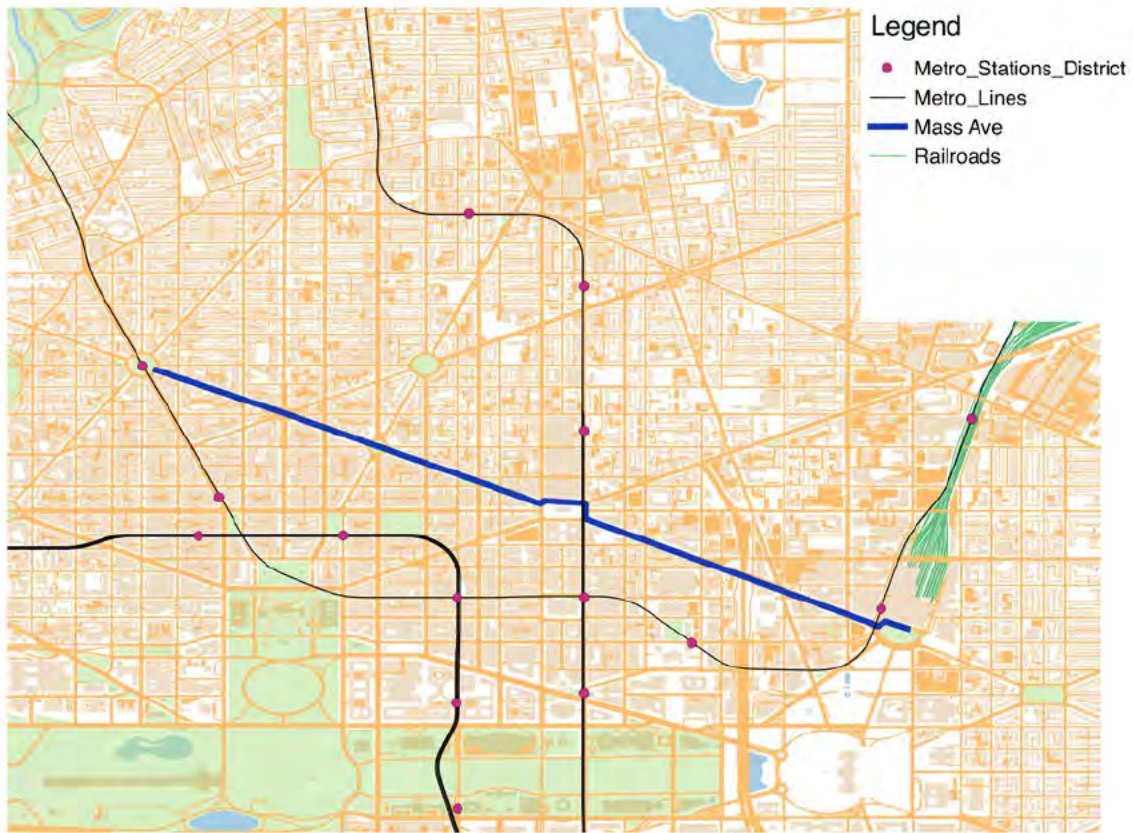 Legend
Metro_Stations_District
Metro_Lines
Mass Ave
Railroads